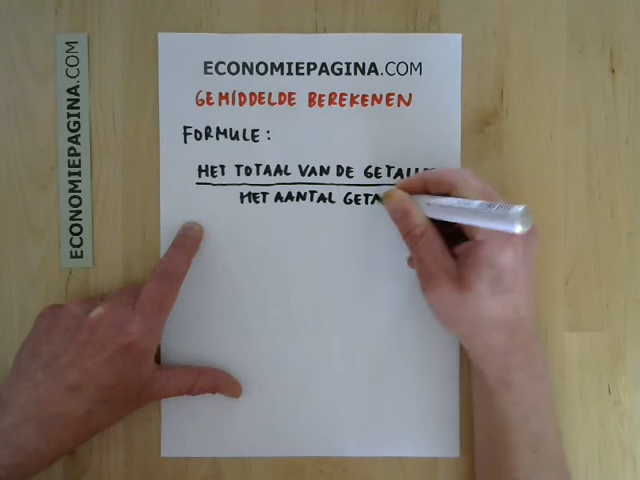 ECONOMIEPAGINA.COM
ECONOMIEPAGINA.COM
GEMIDDELDE BEREKENEN
FORMULE:
HET TOTAAL VAN DE
HET AANTAL